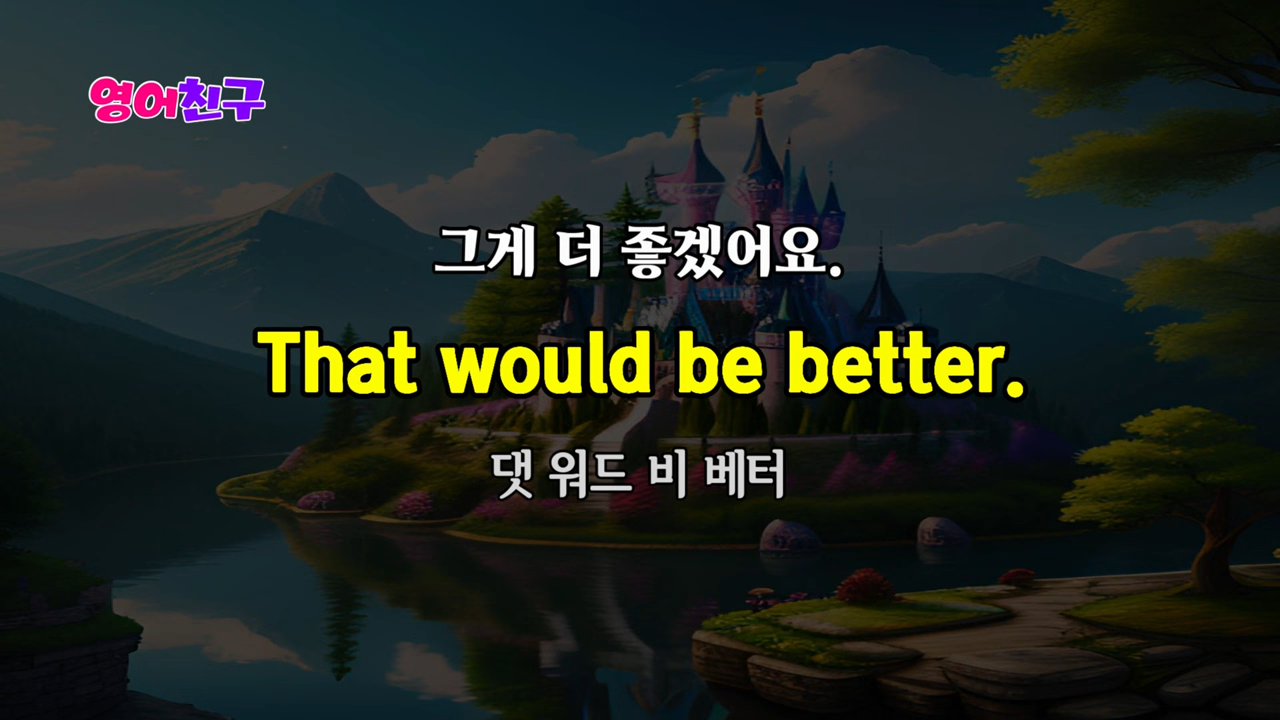 영어친구
그게 더 좋겠어요.
That would be better.
댓 워드 비 베터